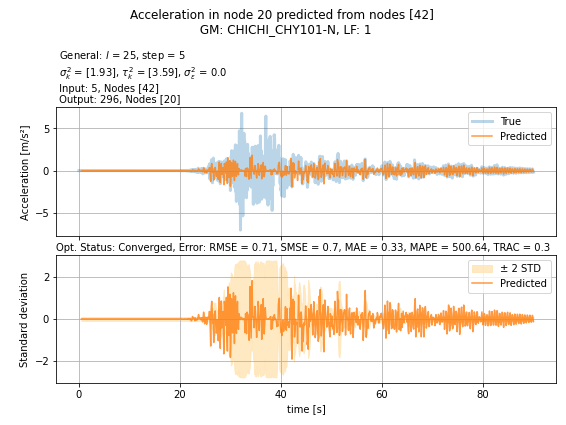 Acceleration in node 20 predicted from nodes [42]
GM: CHICHI_CHY101-N, LF: 1
General: l = 25, step = 5
σ²ₖ = [1.93], τ²ₖ = [3.59], σ²ε = 0.0
Input: 5, Nodes [42]
Output: 296, Nodes [20]
Acceleration [m/s²]
5
0
−5
True
Predicted
Opt. Status: Converged, Error: RMSE = 0.71, SMSE = 0.7, MAE = 0.33, MAPE = 500.64, TRAC = 0.3
Standard deviation
2
0
−2
± 2 STD
Predicted
0 20 40 60 80
time [s]